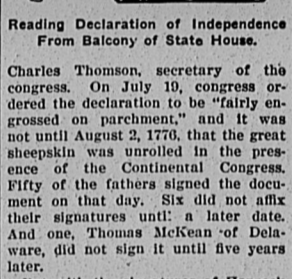 Reading Declaration of Independence
From Balcony of State House.
Charles Thomson, secretary of the
congress. On July 19, congress or-
dered the declaration to be "fairly en-
grossed on parchment," and it was
not until August 2, 1776, that the great
sheepskin was unrolled in the pres-
ence of the Continental Congress.
Fifty of the fathers signed the docu-
ment on that day. Six did not affix
their signatures until a later date.
And one, Thomas McKean of Dela-
ware, did not sign it until five years
later.